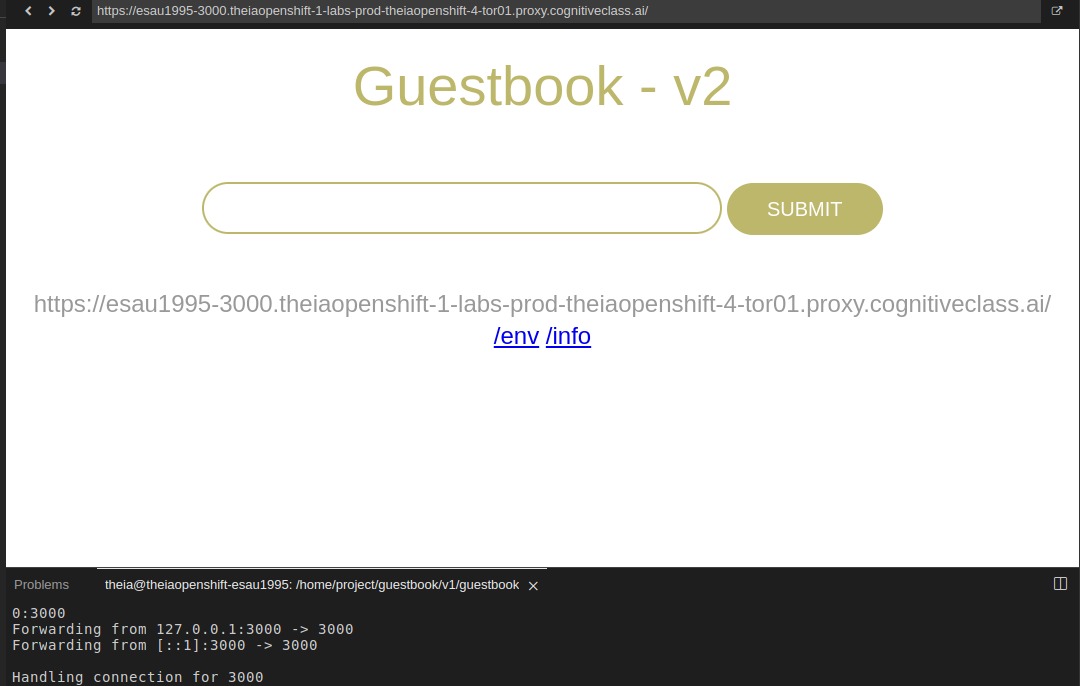 https://esau1995-3000.theiaopenshift-1-labs-prod-theiaopenshift-4-tor01.proxy.cognitiveclass.ai/
Guestbook - v2
SUBMIT
https://esau1995-3000.theiaopenshift-1-labs-prod-theiaopenshift-4-tor01.proxy.cognitiveclass.ai/
/env /info
Problems theia@theiaopenshift-esau1995: /home/project/guestbook/v1/guestbook
0:3000
Forwarding from 127.0.0.1:3000 -> 3000
Forwarding from [::1]:3000 -> 3000
Handling connection for 3000